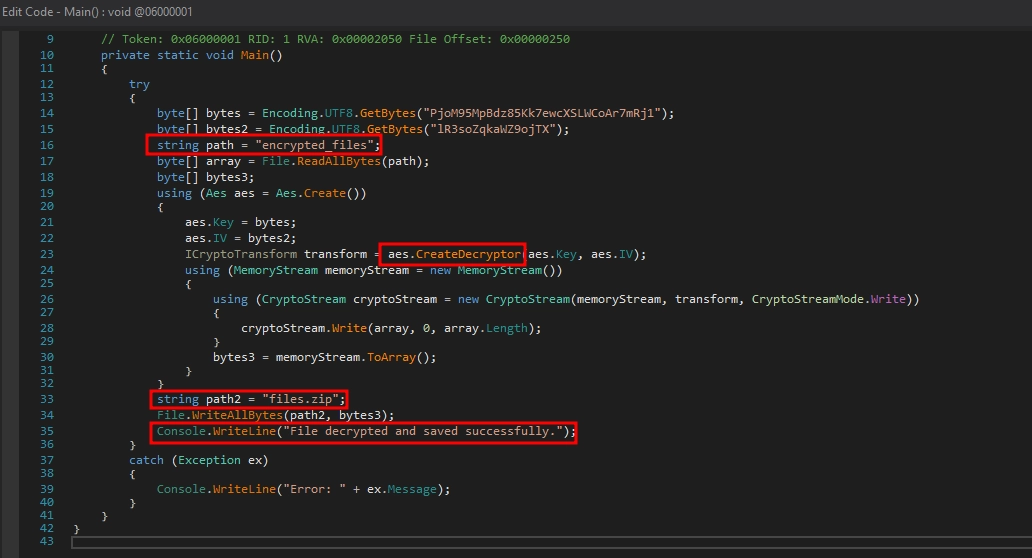 Edit Code - Main() : void @06000001
9 // Token: 0x06000001 RID: 1 RVA: 0x00002050 File Offset: 0x00000250
10 private static void Main()
11 {
12 try
13 {
14 byte[] bytes = Encoding.UTF8.GetBytes("PjoM95MpBdz85Kk7ewcXSLWCoAr7mRj1");
15 byte[] bytes2 = Encoding.UTF8.GetBytes("lR3soZqkaWZ9ojTX");
16 string path = "encrypted_files";
17 byte[] array = File.ReadAllBytes(path);
18 byte[] bytes3;
19 using (Aes aes = Aes.Create())
20 {
21 aes.Key = bytes;
22 aes.IV = bytes2;
23 ICryptoTransform transform = aes.CreateDecryptor(aes.Key, aes.IV);
24 using (MemoryStream memoryStream = new MemoryStream())
25 {
26 using (CryptoStream cryptoStream = new CryptoStream(memoryStream, transform, CryptoStreamMode.Write))
27 {
28 cryptoStream.Write(array, 0, array.Length);
29 }
30 bytes3 = memoryStream.ToArray();
31 }
32 }
33 string path2 = "files.zip";
34 File.WriteAllBytes(path2, bytes3);
35 Console.WriteLine("File decrypted and saved successfully.");
36 }
37 catch (Exception ex)
38 {
39 Console.WriteLine("Error: " + ex.Message);
40 }
41 }
42 }
43